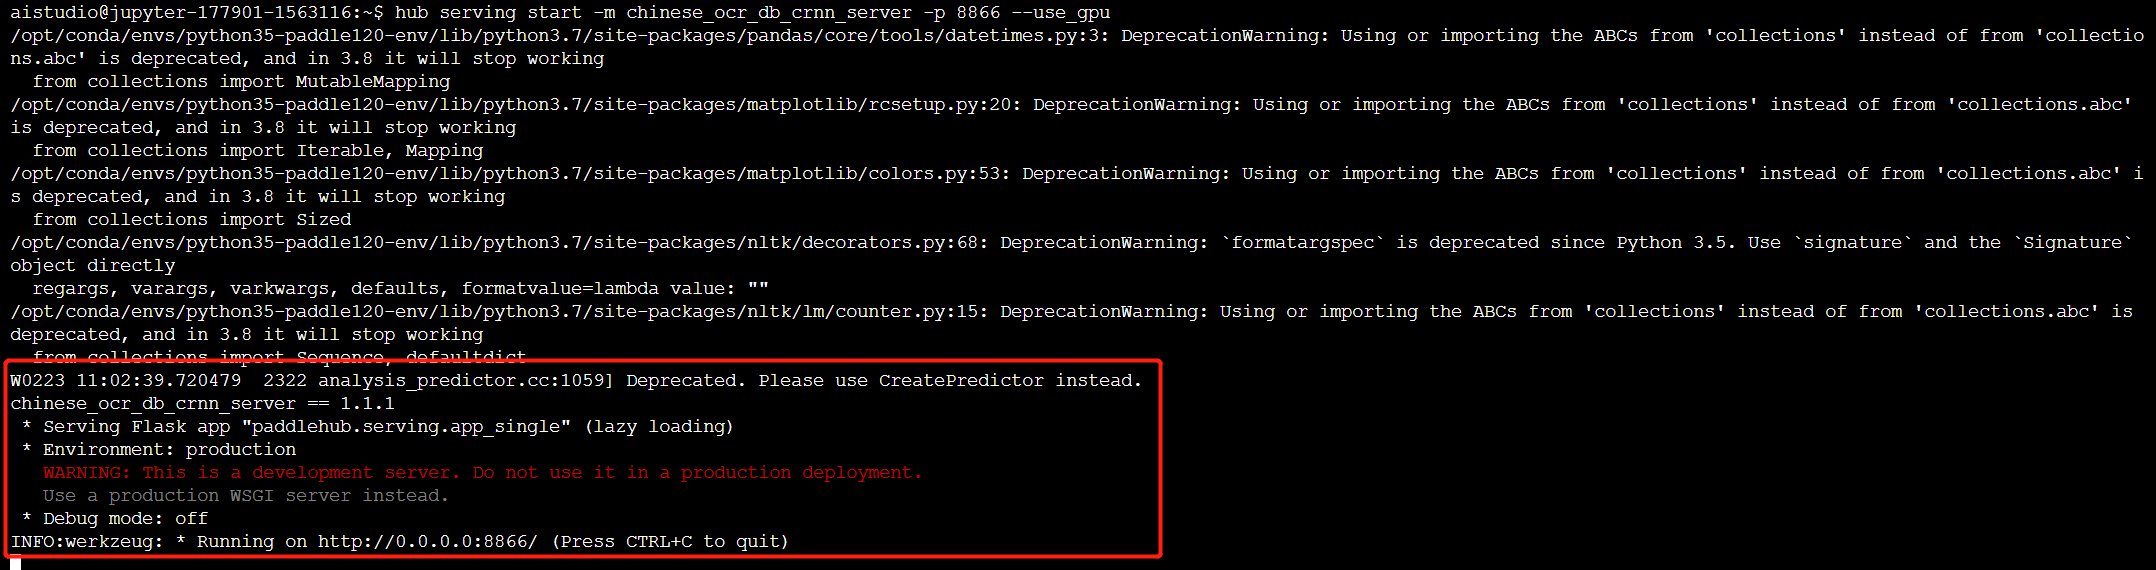 aistudio@jupyter-177901-1563116:~$ hub serving start -m chinese_ocr_db_crnn_server -p 8866 --use_gpu
/opt/conda/envs/python35-paddle120-env/lib/python3.7/site-packages/pandas/core/tools/datetimes.py:3: DeprecationWarning: Using or importing the ABCs from 'collections' instead of from 'collectio
ns.abc' is deprecated, and in 3.8 it will stop working
  from collections import MutableMapping
/opt/conda/envs/python35-paddle120-env/lib/python3.7/site-packages/matplotlib/rcsetup.py:20: DeprecationWarning: Using or importing the ABCs from 'collections' instead of from 'collections.abc'
is deprecated, and in 3.8 it will stop working
  from collections import Iterable, Mapping
/opt/conda/envs/python35-paddle120-env/lib/python3.7/site-packages/matplotlib/colors.py:53: DeprecationWarning: Using or importing the ABCs from 'collections' instead of from 'collections.abc' i
s deprecated, and in 3.8 it will stop working
  from collections import Sized
/opt/conda/envs/python35-paddle120-env/lib/python3.7/site-packages/nltk/decorators.py:68: DeprecationWarning: `formatargspec` is deprecated since Python 3.5. Use `signature` and the `Signature`
object directly
  regargs, varargs, varkwargs, defaults, formatvalue=lambda value: ""
/opt/conda/envs/python35-paddle120-env/lib/python3.7/site-packages/nltk/lm/counter.py:15: DeprecationWarning: Using or importing the ABCs from 'collections' instead of from 'collections.abc' is
deprecated, and in 3.8 it will stop working
  from collections import Sequence, defaultdict
W0223 11:02:39.720479  2322 analysis_predictor.cc:1059] Deprecated. Please use CreatePredictor instead.
chinese_ocr_db_crnn_server == 1.1.1
 * Serving Flask app "paddlehub.serving.app_single" (lazy loading)
 * Environment: production
   WARNING: This is a development server. Do not use it in a production deployment.
   Use a production WSGI server instead.
 * Debug mode: off
INFO:werkzeug: * Running on http://0.0.0.0:8866/ (Press CTRL+C to quit)